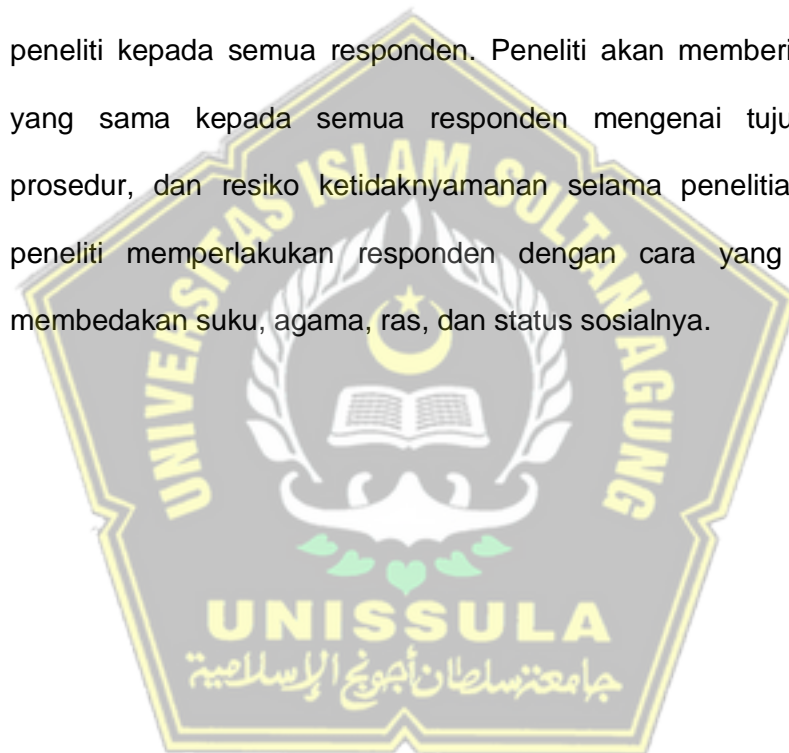 peneliti kepada semua responden. Peneliti akan memberi
yang sama kepada semua responden mengenai tuju
prosedur, dan resiko ketidaknyamanan selama penelitia
peneliti memperlakukan responden dengan cara yang
membedakan suku, agama, ras, dan status sosialnya.
UNIVERSITAS ISLAM SULTAN AGUNG
UNISSULA
جامعة سلطان أجونج الإسلامية